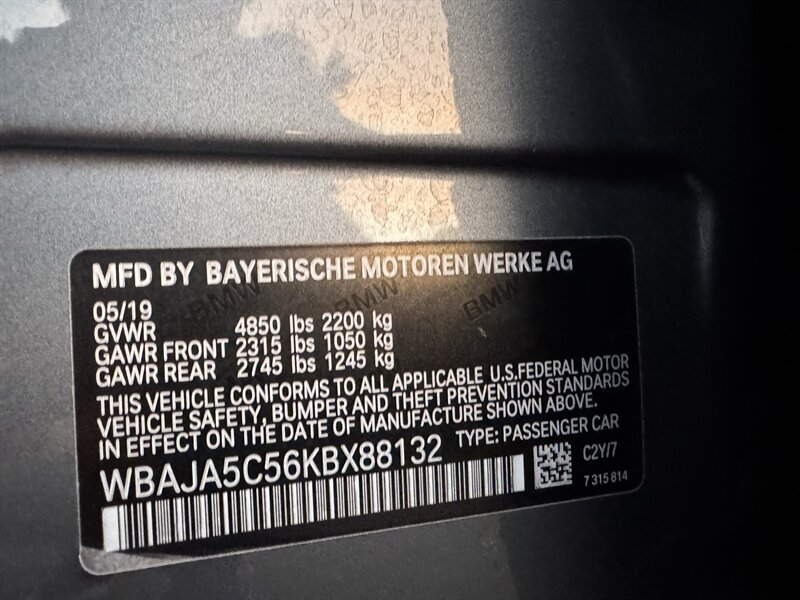 MFD BY BAYERISCHE MOTOREN WERKE AG
05/19
GVWR 4850 lbs 2200 kg
GAWR FRONT 2315 lbs 1050 kg
GAWR REAR 2745 lbs 1245 kg
THIS VEHICLE CONFORMS TO ALL APPLICABLE U.S.FEDERAL MOTOR
VEHICLE SAFETY, BUMPER AND THEFT PREVENTION STANDARDS
IN EFFECT ON THE DATE OF MANUFACTURE SHOWN ABOVE.
WBAJA5C56KBX88132 TYPE: PASSENGER CAR
C2Y/7
7 315 814
BMW BMW BMW